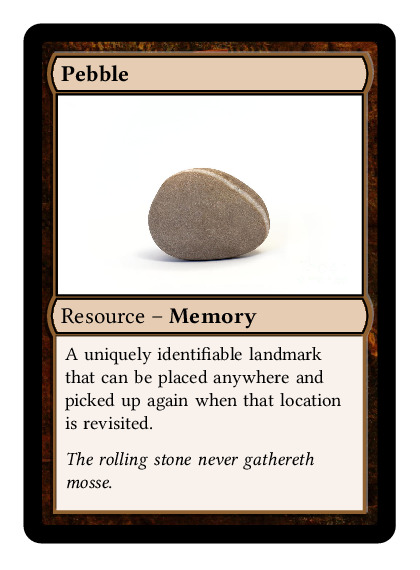 Pebble
Resource – Memory
A uniquely identifiable landmark
that can be placed anywhere and
picked up again when that location
is revisited.
The rolling stone never gathereth
mosse.